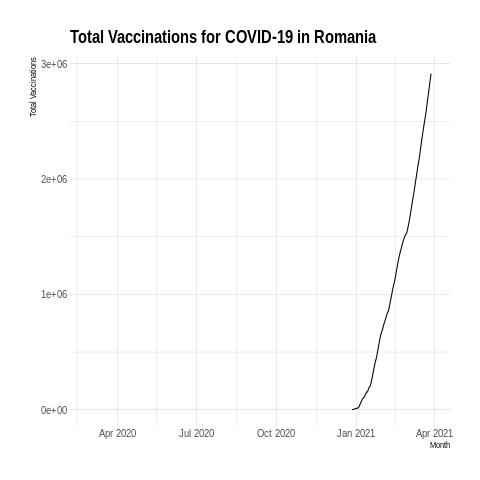 Total Vaccinations for COVID-19 in Romania
Total Vaccinations
3e+06
2e+06
1e+06
0e+00
Apr 2020 Jul 2020 Oct 2020 Jan 2021 Apr 2021
Month